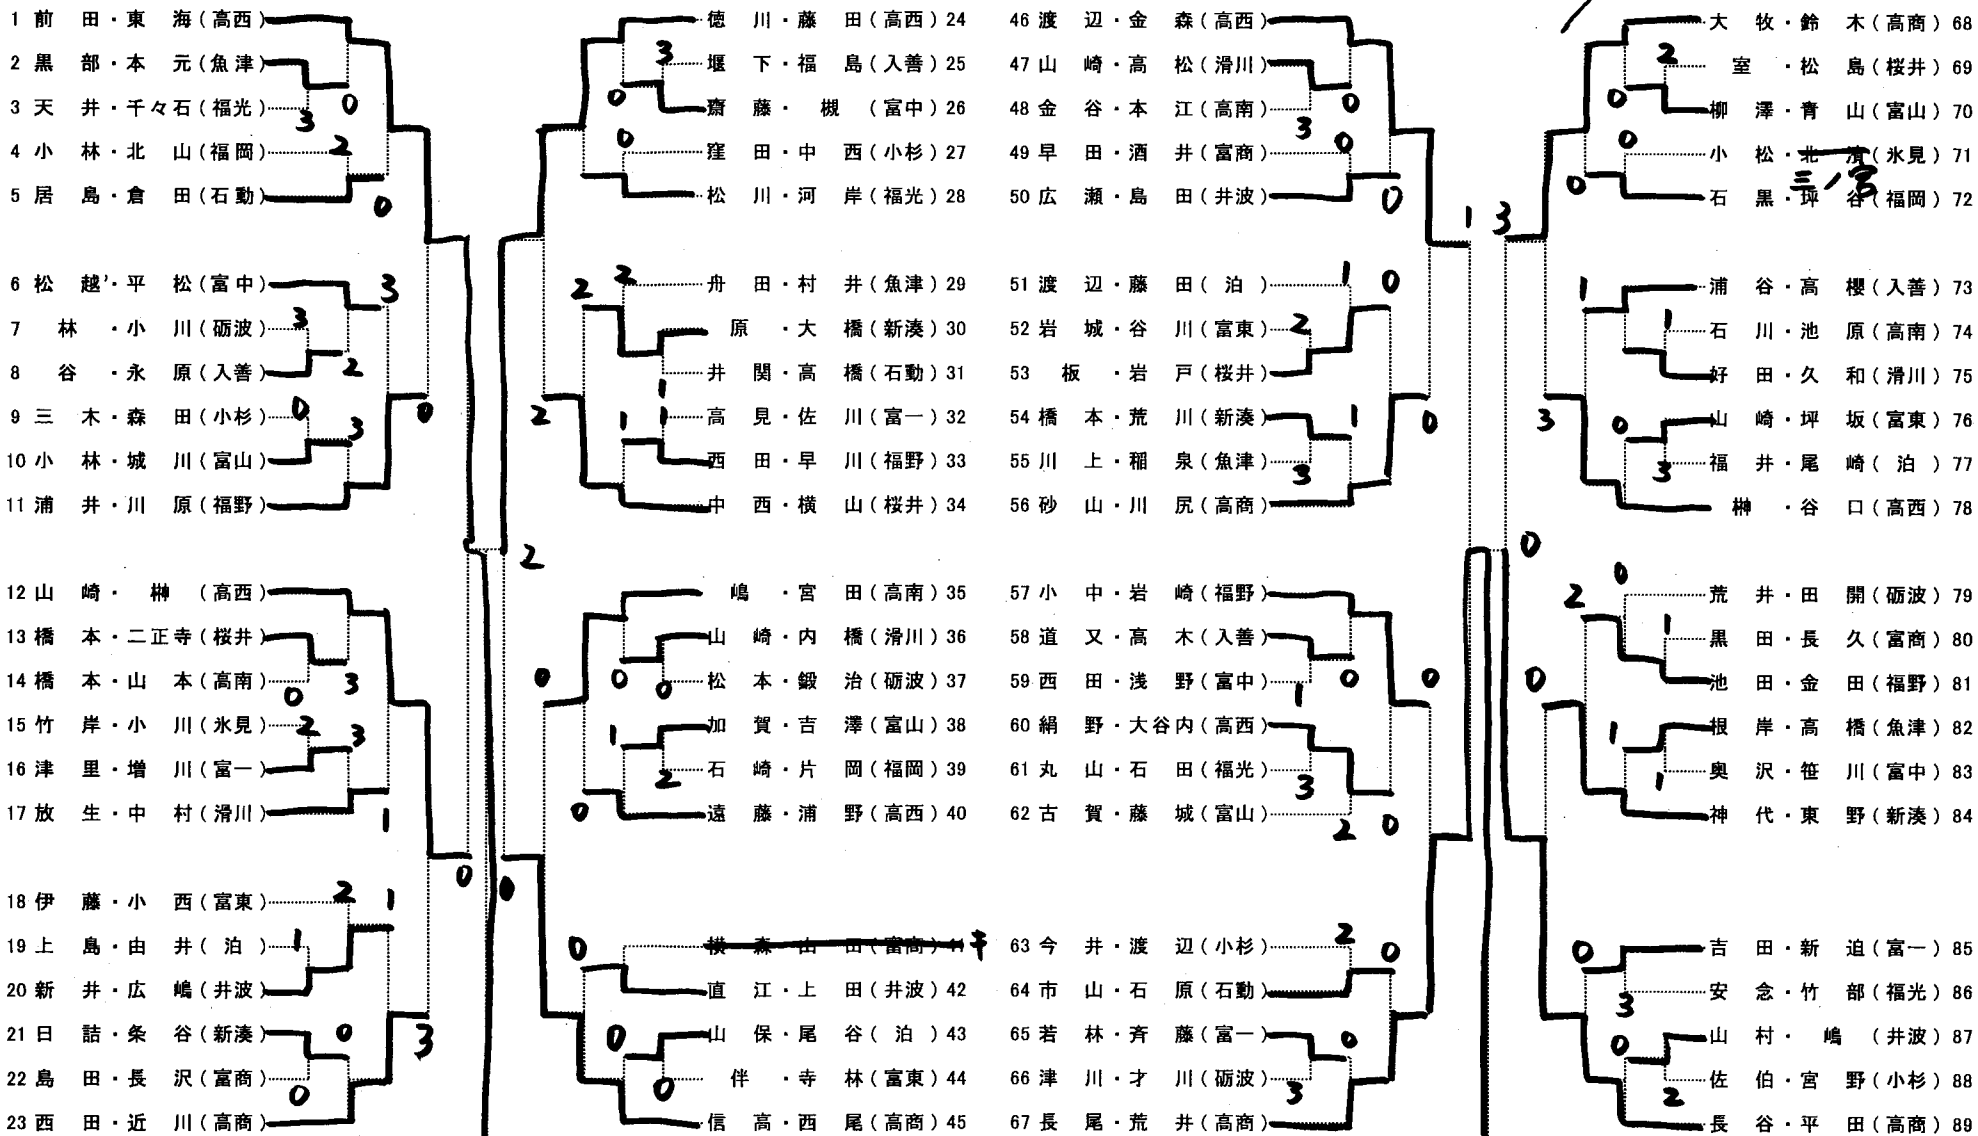 1 前田・東海(高西)
2 黒部・本元(魚津)
3 天井・千々石(福光)
4 小林・北山(福岡)
5 居島・倉田(石動)
6 松越・平松(富中)
7 林・小川(砺波)
8 谷・永原(入善)
9 三木・森田(小杉)
10 小林・城川(富山)
11 浦井・川原(福野)
12 山崎・榊(高西)
13 橋本・二正寺(桜井)
14 橋本・山本(高南)
15 竹岸・小川(氷見)
16 津里・増川(富一)
17 放生・中村(滑川)
18 伊藤・小西(富東)
19 上島・由井(泊)
20 新井・広嶋(井波)
21 日詰・条谷(新湊)
22 島田・長沢(富商)
23 西田・近川(高商)
徳川・藤田(高西) 24
堰下・福島(入善) 25
齋藤・槻(富中) 26
窪田・中西(小杉) 27
松川・河岸(福光) 28
舟田・村井(魚津) 29
原・大橋(新湊) 30
井関・高橋(石動) 31
高見・佐川(富一) 32
西田・早川(福野) 33
中西・横山(桜井) 34
嶋・宮田(高南) 35
山崎・内橋(滑川) 36
松本・鍛治(砺波) 37
加賀・吉澤(富山) 38
石崎・片岡(福岡) 39
遠藤・浦野(高西) 40
直江・上田(井波) 42
山保・尾谷(泊) 43
伴・寺林(富東) 44
信高・西尾(高商) 45
46 渡辺・金森(高西)
47 山崎・高松(滑川)
48 金谷・本江(高南)
49 早田・酒井(富商)
50 広瀬・島田(井波)
51 渡辺・藤田(泊)
52 岩城・谷川(富東)
53 板・岩戸(桜井)
54 橋本・荒川(新湊)
55 川上・稲泉(魚津)
56 砂山・川尻(高商)
57 小中・岩崎(福野)
58 道又・高木(入善)
59 西田・浅野(富中)
60 絹野・大谷内(高西)
61 丸山・石田(福光)
62 古賀・藤城(富山)
63 今井・渡辺(小杉)
64 市山・石原(石動)
65 若林・斉藤(富一)
66 津川・才川(砺波)
67 長尾・荒井(高商)
大牧・鈴木(高商) 68
室・松島(桜井) 69
柳澤・青山(富山) 70
小松・北清(氷見) 71
三ノ宮
石黒・坪谷(福岡) 72
浦谷・高櫻(入善) 73
石川・池原(高南) 74
好田・久和(滑川) 75
山崎・坪坂(富東) 76
福井・尾崎(泊) 77
榊・谷口(高西) 78
荒井・田開(砺波) 79
黒田・長久(富商) 80
池田・金田(福野) 81
根岸・高橋(魚津) 82
奥沢・笹川(富中) 83
神代・東野(新湊) 84
吉田・新迫(富一) 85
安念・竹部(福光) 86
山村・嶋(井波) 87
佐伯・宮野(小杉) 88
長谷・平田(高商) 89